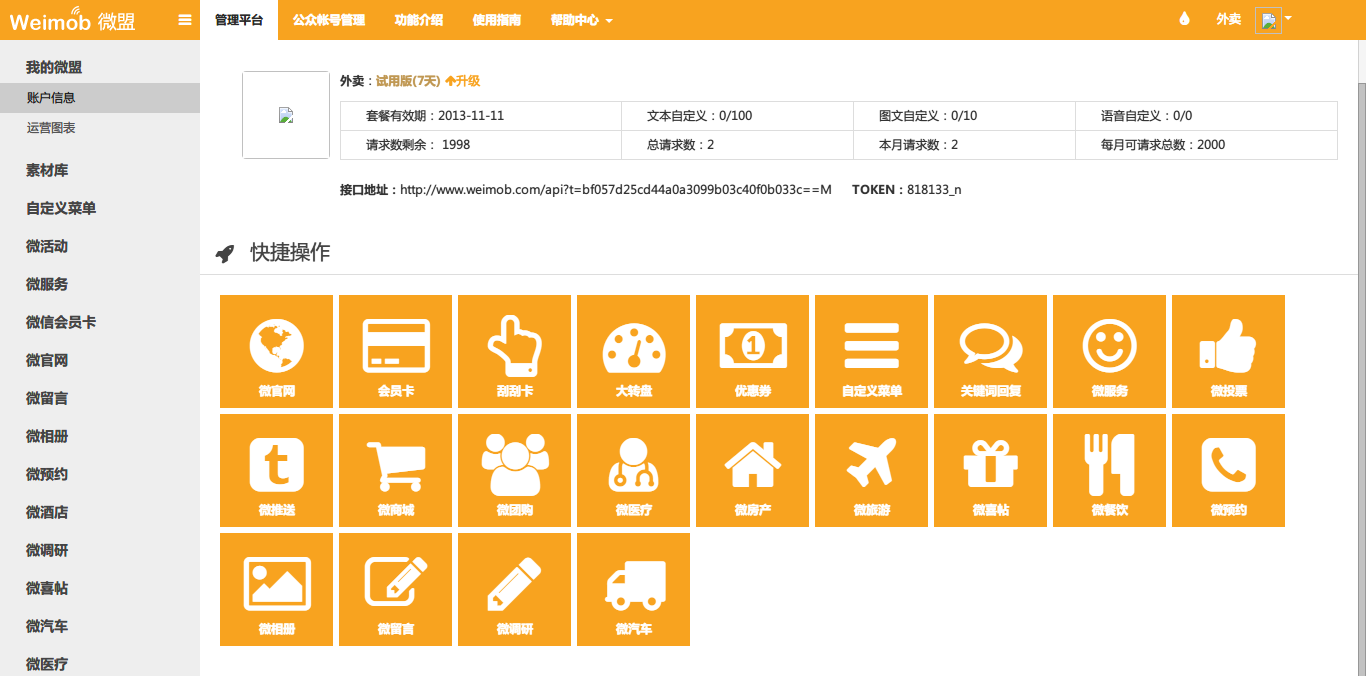 Weimob 微盟
管理平台 公众帐号管理 功能介绍 使用指南 帮助中心 外卖
我的微盟
账户信息
运营图表
素材库
自定义菜单
微活动
微服务
微信会员卡
微官网
微留言
微相册
微预约
微酒店
微调研
微喜帖
微汽车
微医疗
外卖：试用版(7天) 升级
套餐有效期：2013-11-11 文本自定义：0/100 图文自定义：0/10 语音自定义：0/0
请求数剩余： 1998 总请求数：2 本月请求数：2 每月可请求总数：2000
接口地址：http://www.weimob.com/api?t=bf057d25cd44a0a3099b03c40f0b033c==M TOKEN：818133_n
快捷操作
1
微官网 会员卡 刮刮卡 大转盘 优惠券 自定义菜单 关键词回复 微服务 微投票
t
微推送 微商城 微团购 微医疗 微房产 微旅游 微喜帖 微餐饮 微预约
微相册 微留言 微调研 微汽车